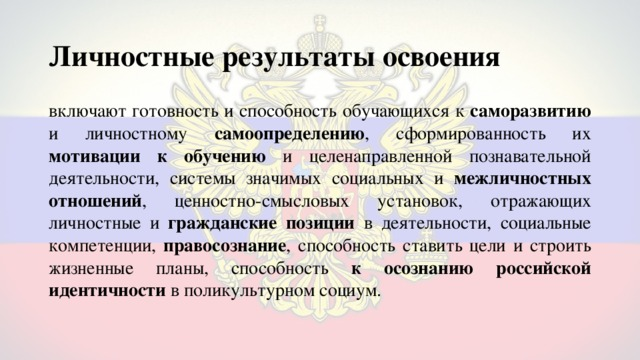 Личностные результаты освоения
включают готовность и способность обучающихся к саморазвитию
и личностному самоопределению, сформированность их
мотивации к обучению и целенаправленной познавательной
деятельности, системы значимых социальных и межличностных
отношений, ценностно-смысловых установок, отражающих
личностные и гражданские позиции в деятельности, социальные
компетенции, правосознание, способность ставить цели и строить
жизненные планы, способность к осознанию российской
идентичности в поликультурном социум.